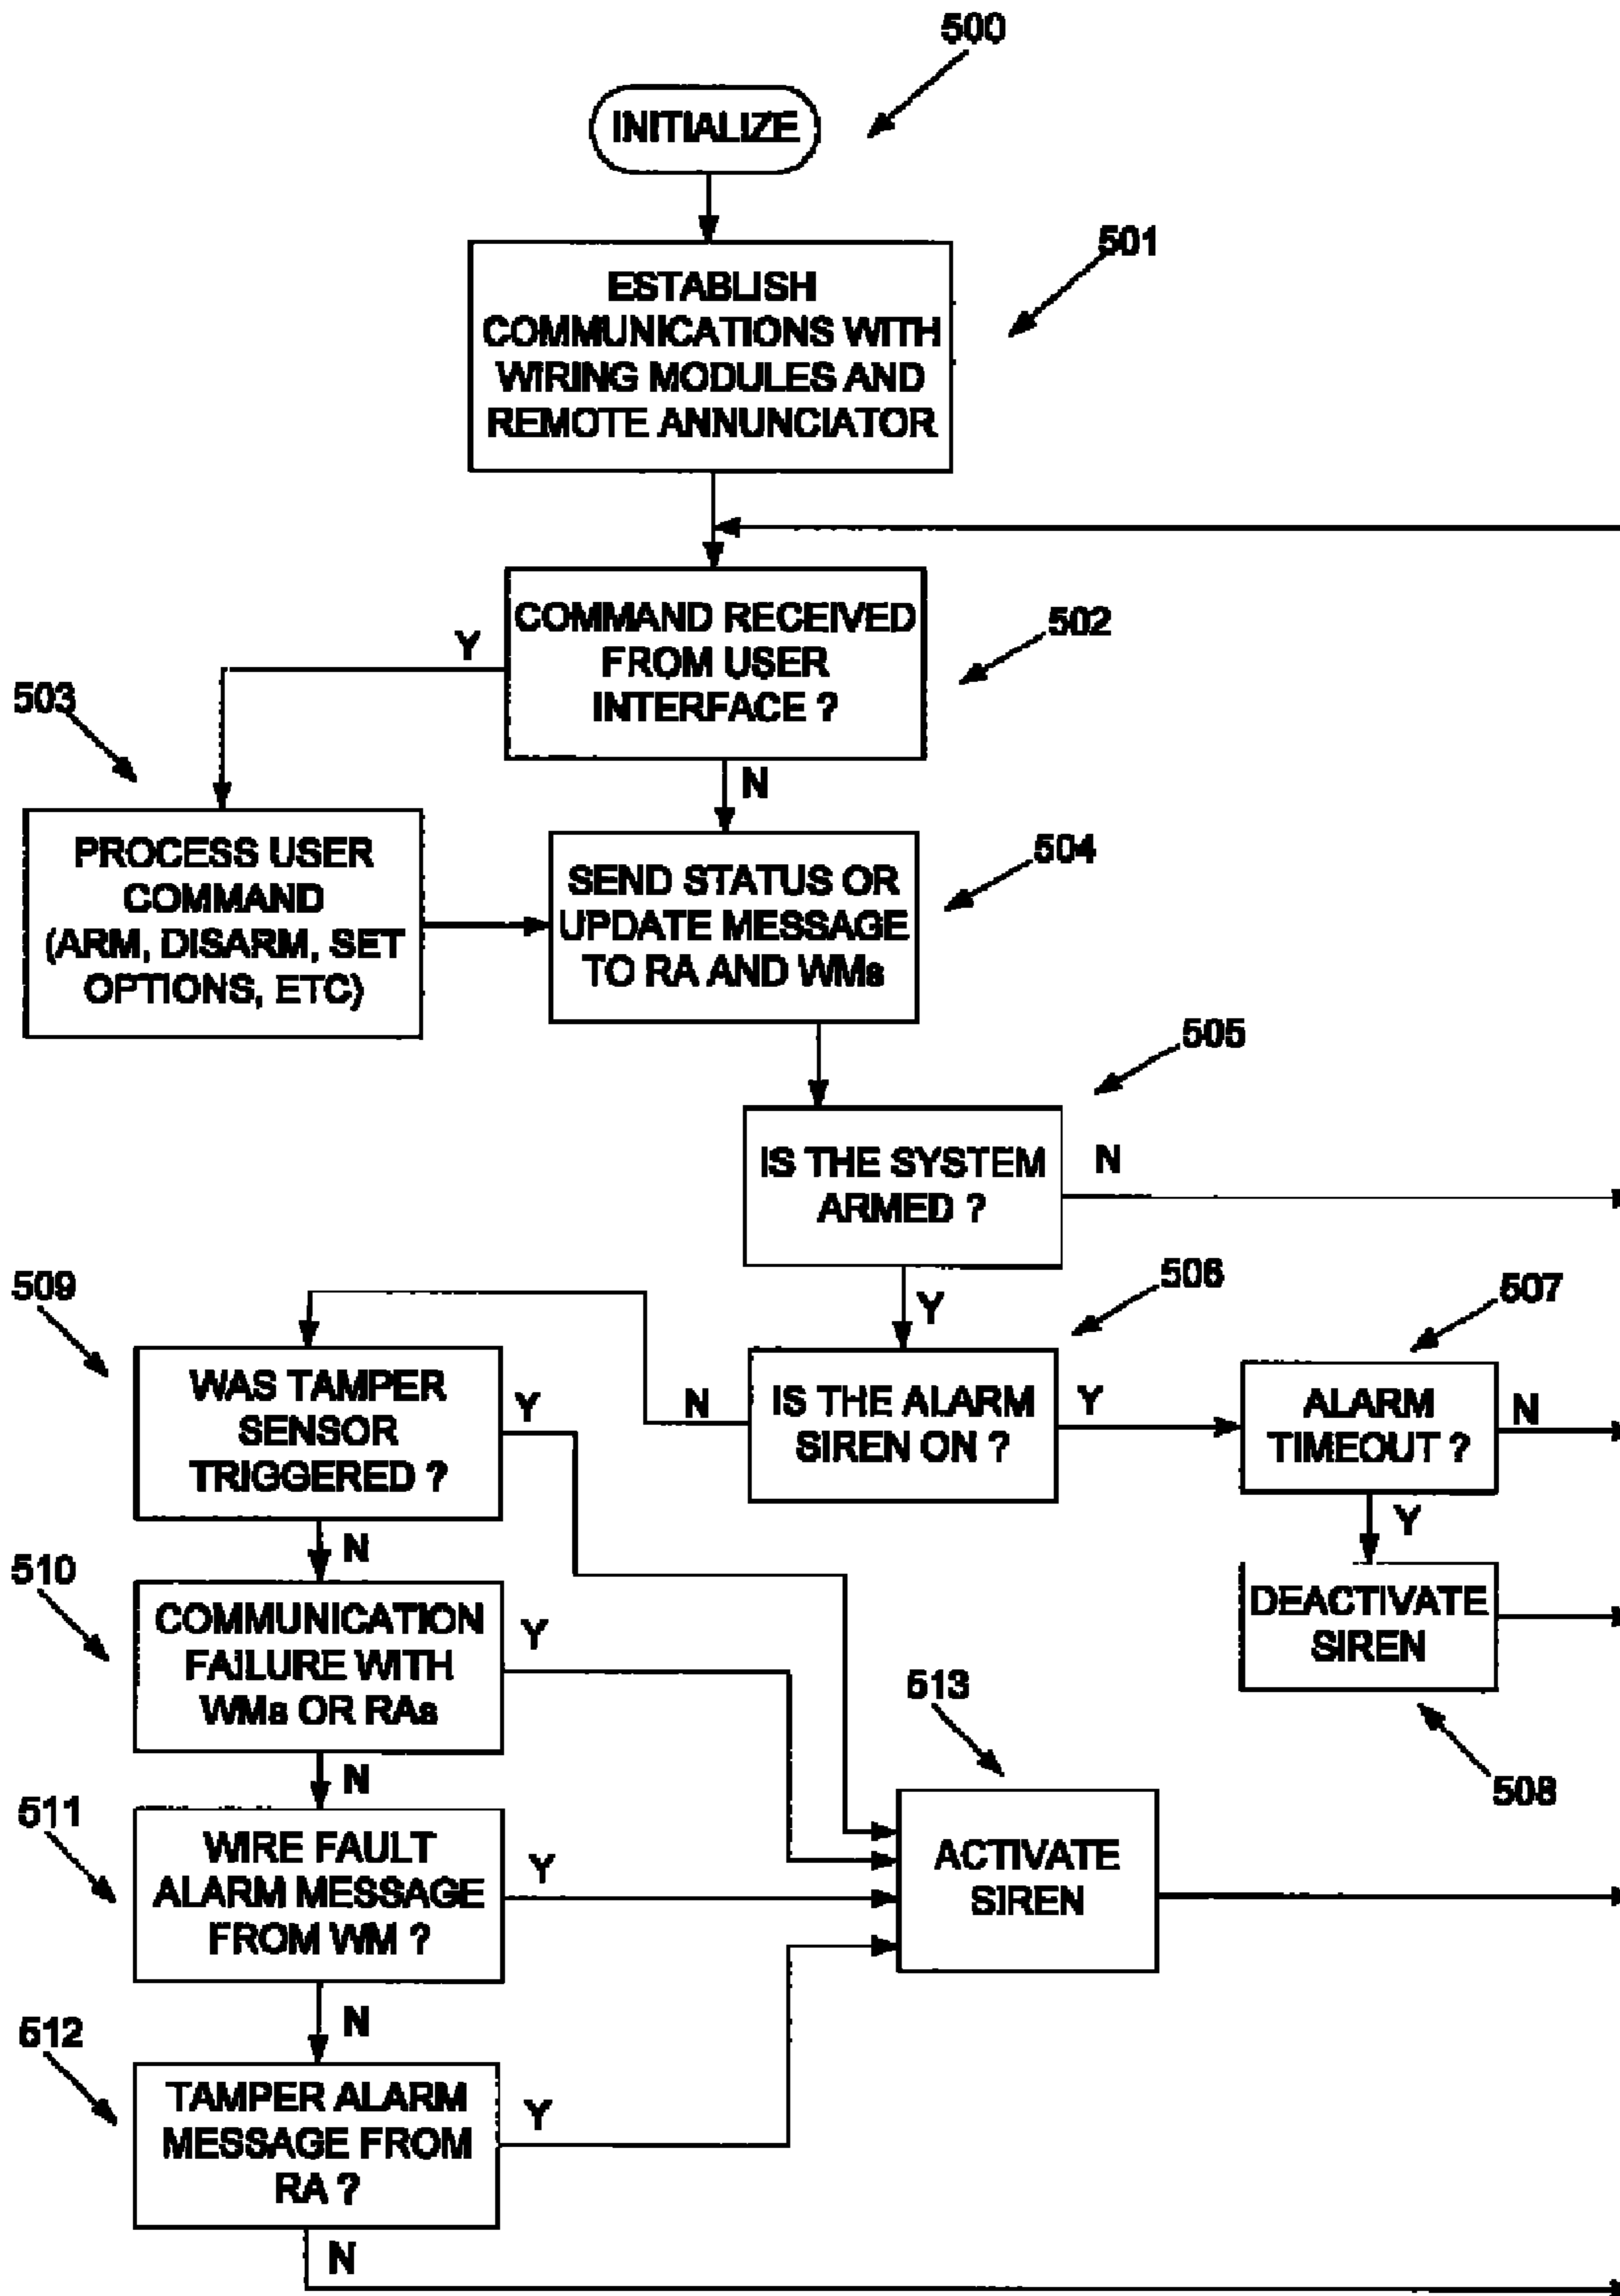 500
INITIALIZE
501
ESTABLISH
COMMUNICATIONS WITH
WIRING MODULES AND
REMOTE ANNUNCIATOR
502
COMMAND RECEIVED
FROM USER
INTERFACE ?
Y
N
503
PROCESS USER
COMMAND
(ARM, DISARM, SET
OPTIONS, ETC)
504
SEND STATUS OR
UPDATE MESSAGE
TO RA AND WMs
505
IS THE SYSTEM
ARMED ?
N
Y
506
IS THE ALARM
SIREN ON ?
N
Y
507
ALARM
TIMEOUT ?
N
Y
DEACTIVATE
SIREN
508
509
WAS TAMPER
SENSOR
TRIGGERED ?
Y
N
510
COMMUNICATION
FAILURE WITH
WMs OR RAs
Y
N
511
WIRE FAULT
ALARM MESSAGE
FROM WM ?
Y
N
512
TAMPER ALARM
MESSAGE FROM
RA ?
Y
N
513
ACTIVATE
SIREN